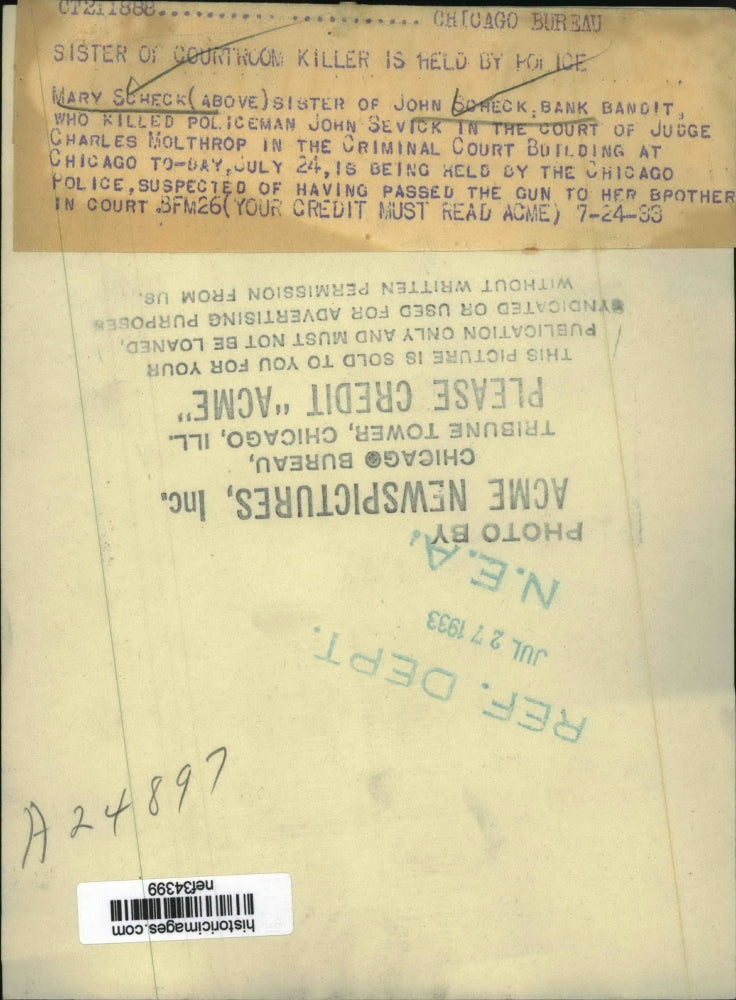 CT211888.................... CHICAGO BUREAU
SISTER OF COURTROOM KILLER IS HELD BY POLICE
MARY SCHECK(ABOVE)SISTER OF JOHN SCHECK,BANK BANDIT,
WHO KILLED POLICEMAN JOHN SEVICK IN THE COURT OF JUDGE
CHARLES MOLTHROP IN THE CRIMINAL COURT BUILDING AT
CHICAGO TO-DAY,JULY 24,IS BEING HELD BY THE CHICAGO
POLICE,SUSPECTED OF HAVING PASSED THE GUN TO HER BROTHER
IN COURT.BFM26(YOUR CREDIT MUST READ ACME) 7-24-33
PHOTO BY
ACME NEWSPICTURES, Inc.
CHICAGO BUREAU,
TRIBUNE TOWER, CHICAGO, ILL.
PLEASE CREDIT "ACME"
THIS PICTURE IS SOLD TO YOU FOR YOUR
PUBLICATION ONLY AND MUST NOT BE LOANED,
SYNDICATED OR USED FOR ADVERTISING PURPOSES
WITHOUT WRITTEN PERMISSION FROM US.
REF. DEPT.
JUL 27 1933
N.E.A.
A24897
historicimages.com
nef34399